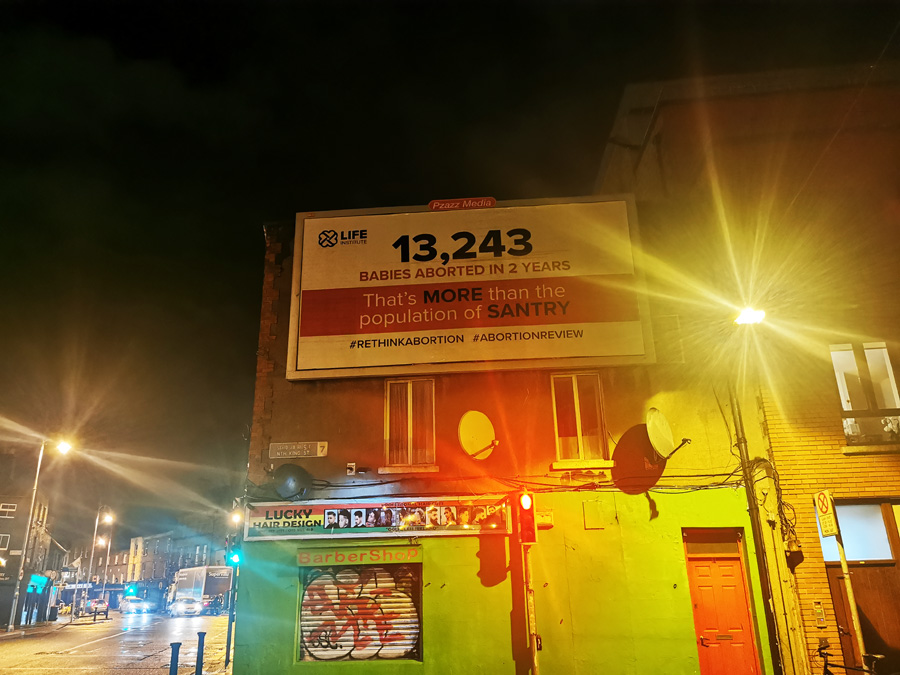 Pzazz Media
LIFE
INSTITUTE
13,243
BABIES ABORTED IN 2 YEARS
That's MORE than the
population of SANTRY
#RETHINKABORTION #ABORTIONREVIEW
7
LUCKY
HAIR DESIGN
BarberShop